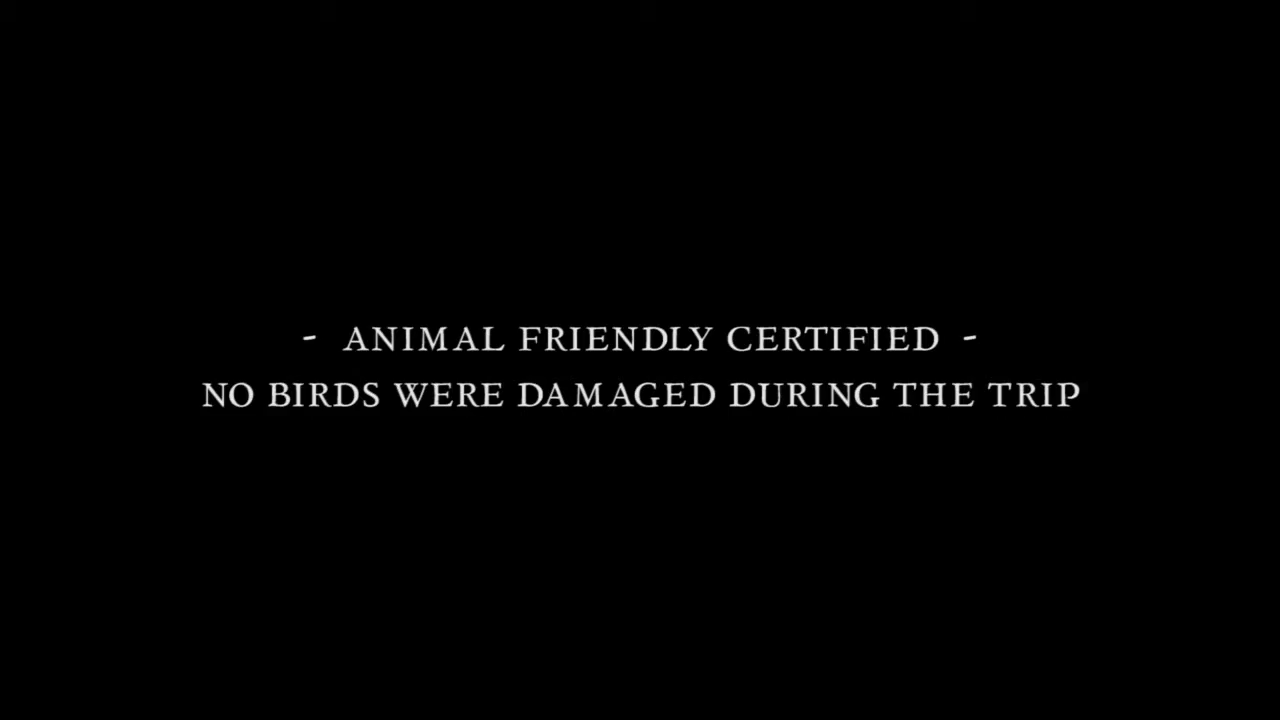 - ANIMAL FRIENDLY CERTIFIED -
NO BIRDS WERE DAMAGED DURING THE TRIP